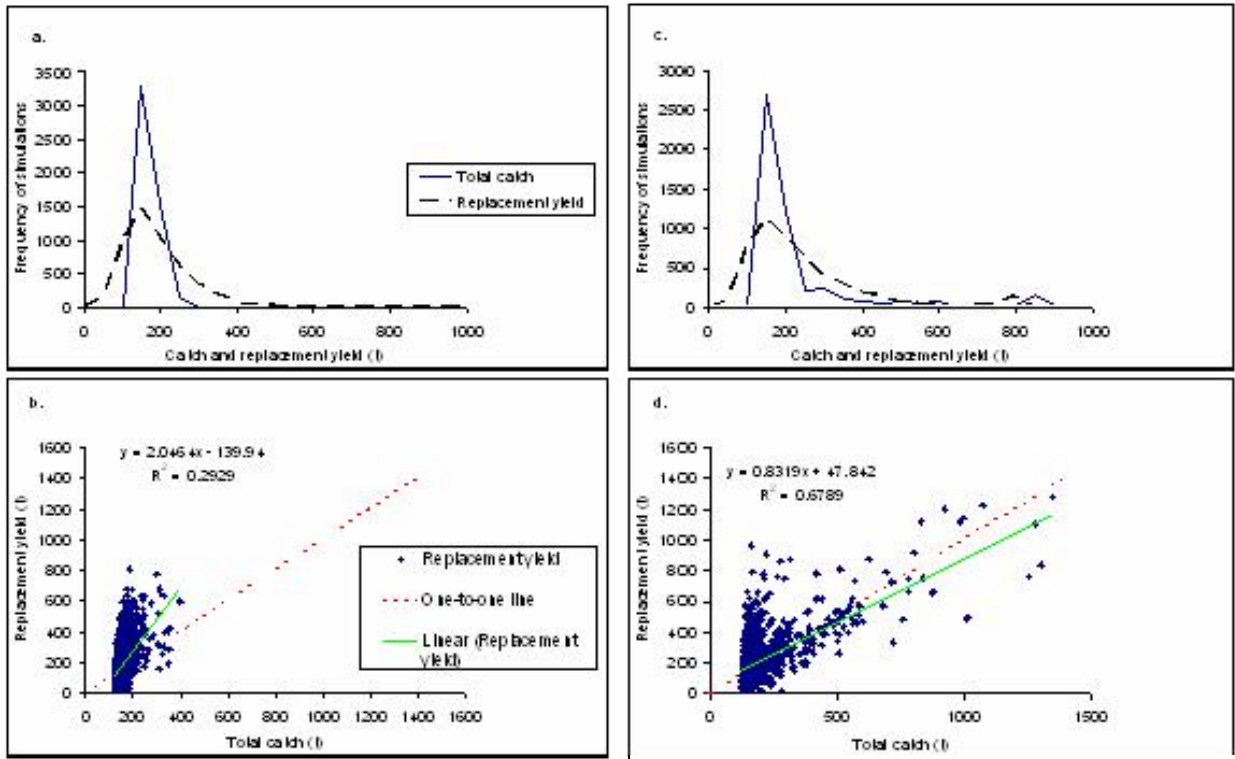 a.
Frequency of simulations
3500
3000
2500
2000
1500
1000
500
0
0 200 400 600 800 1000
Catch and replacement yield (t)
Total catch
Replacement yield
c.
Frequency of simulations
3000
2500
2000
1500
1000
500
0
0 200 400 600 800 1000
Catch and replacement yield (t)
b.
y = 2.0464x - 139.94
R² = 0.2929
Replacement yield (t)
1600
1400
1200
1000
800
600
400
200
0
0 200 400 600 800 1000 1200 1400 1600
Total catch (t)
Replacement yield
One-to-one line
Linear (Replacement
yield)
d.
y = 0.8319x + 47.842
R² = 0.6789
Replacement yield (t)
1600
1400
1200
1000
800
600
400
200
0
0 500 1000 1500
Total catch (t)